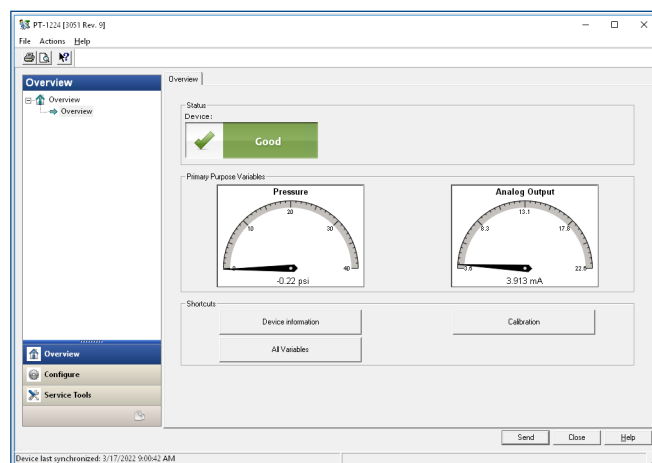 PT-1224 [3051 Rev. 9]
File Actions Help
Overview
Overview
Overview
Overview
Status
Device:
Good
Primary Purpose Variables
Pressure
0
10
20
30
40
-0.22 psi
Analog Output
3.6
8.3
13.1
17.8
22.6
3.913 mA
Shortcuts
Device information
Calibration
All Variables
Overview
Configure
Service Tools
Send Close Help
Device last synchronized: 3/17/2022 9:00:42 AM